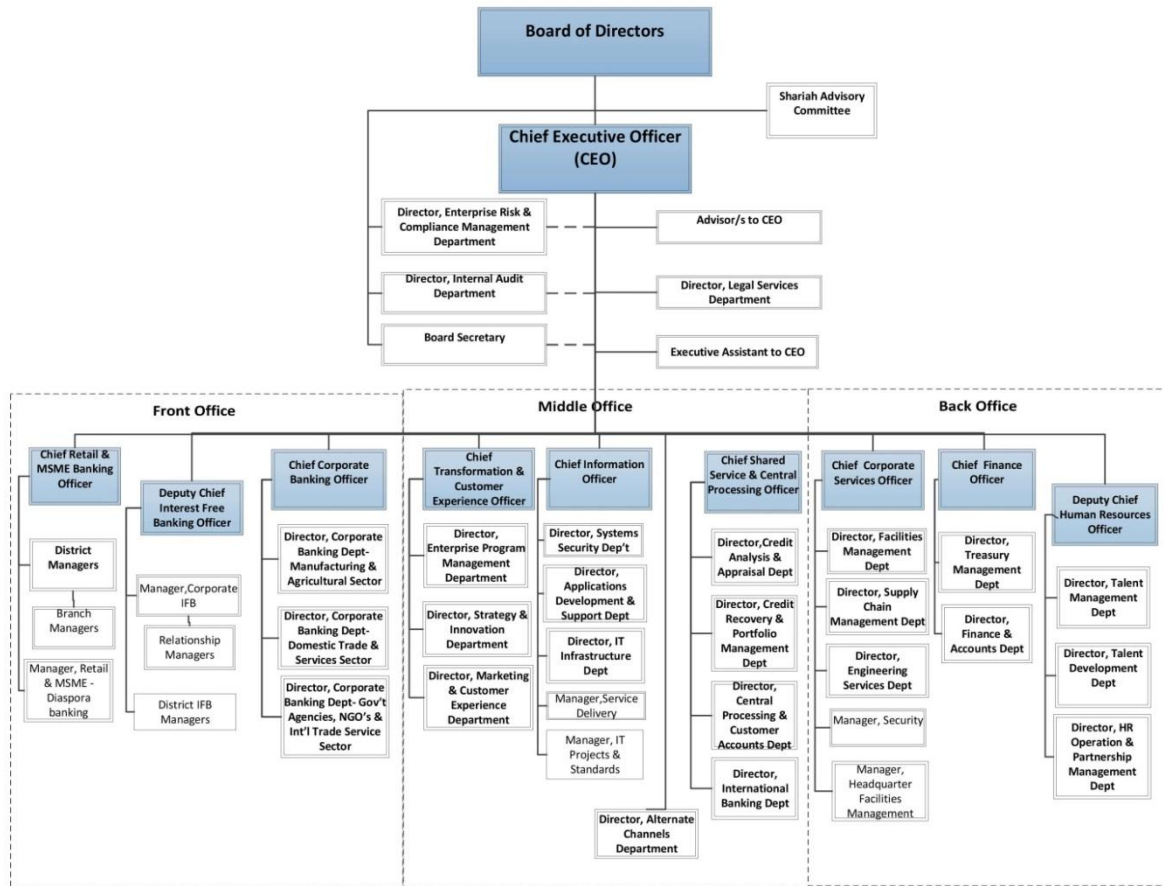 Board of Directors
Shariah Advisory
Committee
Chief Executive Officer
(CEO)
Director, Enterprise Risk &
Compliance Management
Department
Advisor/s to CEO
Director, Internal Audit
Department
Director, Legal Services
Department
Board Secretary
Executive Assistant to CEO
Front Office
Chief Retail &
MSME Banking
Officer
District
Managers
Branch
Managers
Manager, Retail
& MSME -
Diaspora
banking
Deputy Chief
Interest Free
Banking Officer
Manager,Corporate
IFB
Relationship
Managers
District IFB
Managers
Chief Corporate
Banking Officer
Director, Corporate
Banking Dept-
Manufacturing &
Agricultural Sector
Director, Corporate
Banking Dept-
Domestic Trade &
Services Sector
Director, Corporate
Banking Dept- Gov't
Agencies, NGO's &
Int'l Trade Service
Sector
Middle Office
Chief
Transformation &
Customer
Experience Officer
Director,
Enterprise Program
Management
Department
Director, Strategy &
Innovation
Department
Director, Marketing &
Customer
Experience
Department
Chief Information
Officer
Director, Systems
Security Dep't
Director,
Applications
Development &
Support Dept
Director, IT
Infrastructure
Dept
Manager,Service
Delivery
Manager, IT
Projects &
Standards
Director, Alternate
Channels
Department
Chief Shared
Service & Central
Processing Officer
Director,Credit
Analysis &
Appraisal Dept
Director, Credit
Recovery &
Portfolio
Management
Dept
Director,
Central
Processing &
Customer
Accounts Dept
Director,
International
Banking Dept
Back Office
Chief Corporate
Services Officer
Director, Facilities
Management
Dept
Director, Supply
Chain
Management Dept
Director,
Engineering
Services Dept
Manager, Security
Manager,
Headquarter
Facilities
Management
Chief Finance
Officer
Director,
Treasury
Management
Dept
Director,
Finance &
Accounts Dept
Deputy Chief
Human Resources
Officer
Director, Talent
Management
Dept
Director, Talent
Development
Dept
Director, HR
Operation &
Partnership
Management
Dept